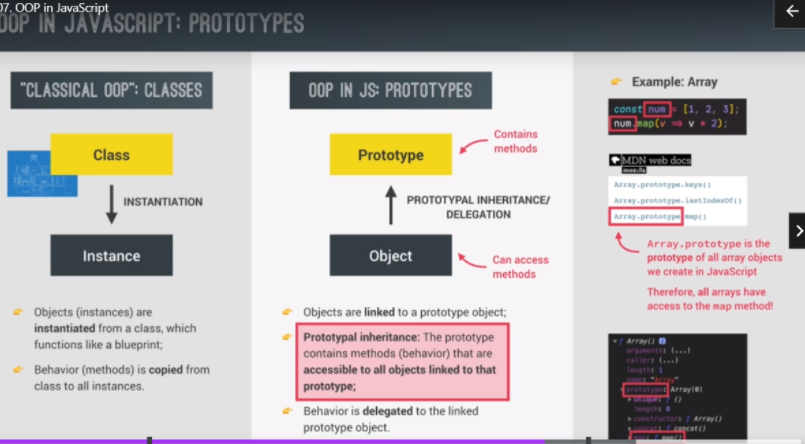 07. OOP in JavaScript
OOP IN JAVASCRIPT: PROTOTYPES
"CLASSICAL OOP": CLASSES
Class
INSTANTIATION
Instance
Objects (instances) are
instantiated from a class, which
functions like a blueprint;
Behavior (methods) is copied from
class to all instances.
OOP IN JS: PROTOTYPES
Prototype
Contains
methods
PROTOTYPAL INHERITANCE/
DELEGATION
Object
Can access
methods
Objects are linked to a prototype object;
Prototypal inheritance: The prototype
contains methods (behavior) that are
accessible to all objects linked to that
prototype;
Behavior is delegated to the linked
prototype object.
Example: Array
const num = [1, 2, 3];
num.map(v ⇒ v * 2);
MDN web docs
moz://a
Array.prototype.keys()
Array.prototype.lastIndexOf()
Array.prototype.map()
Array.prototype is the
prototype of all array objects
we create in JavaScript
Therefore, all arrays have
access to the map method!
ƒ Array()
arguments: (...)
caller: (...)
length: 1
name: "Array"
prototype: Array(0)
unique: ƒ ()
length: 0
constructor: ƒ Array()
concat: ƒ concat()
map: ƒ map()